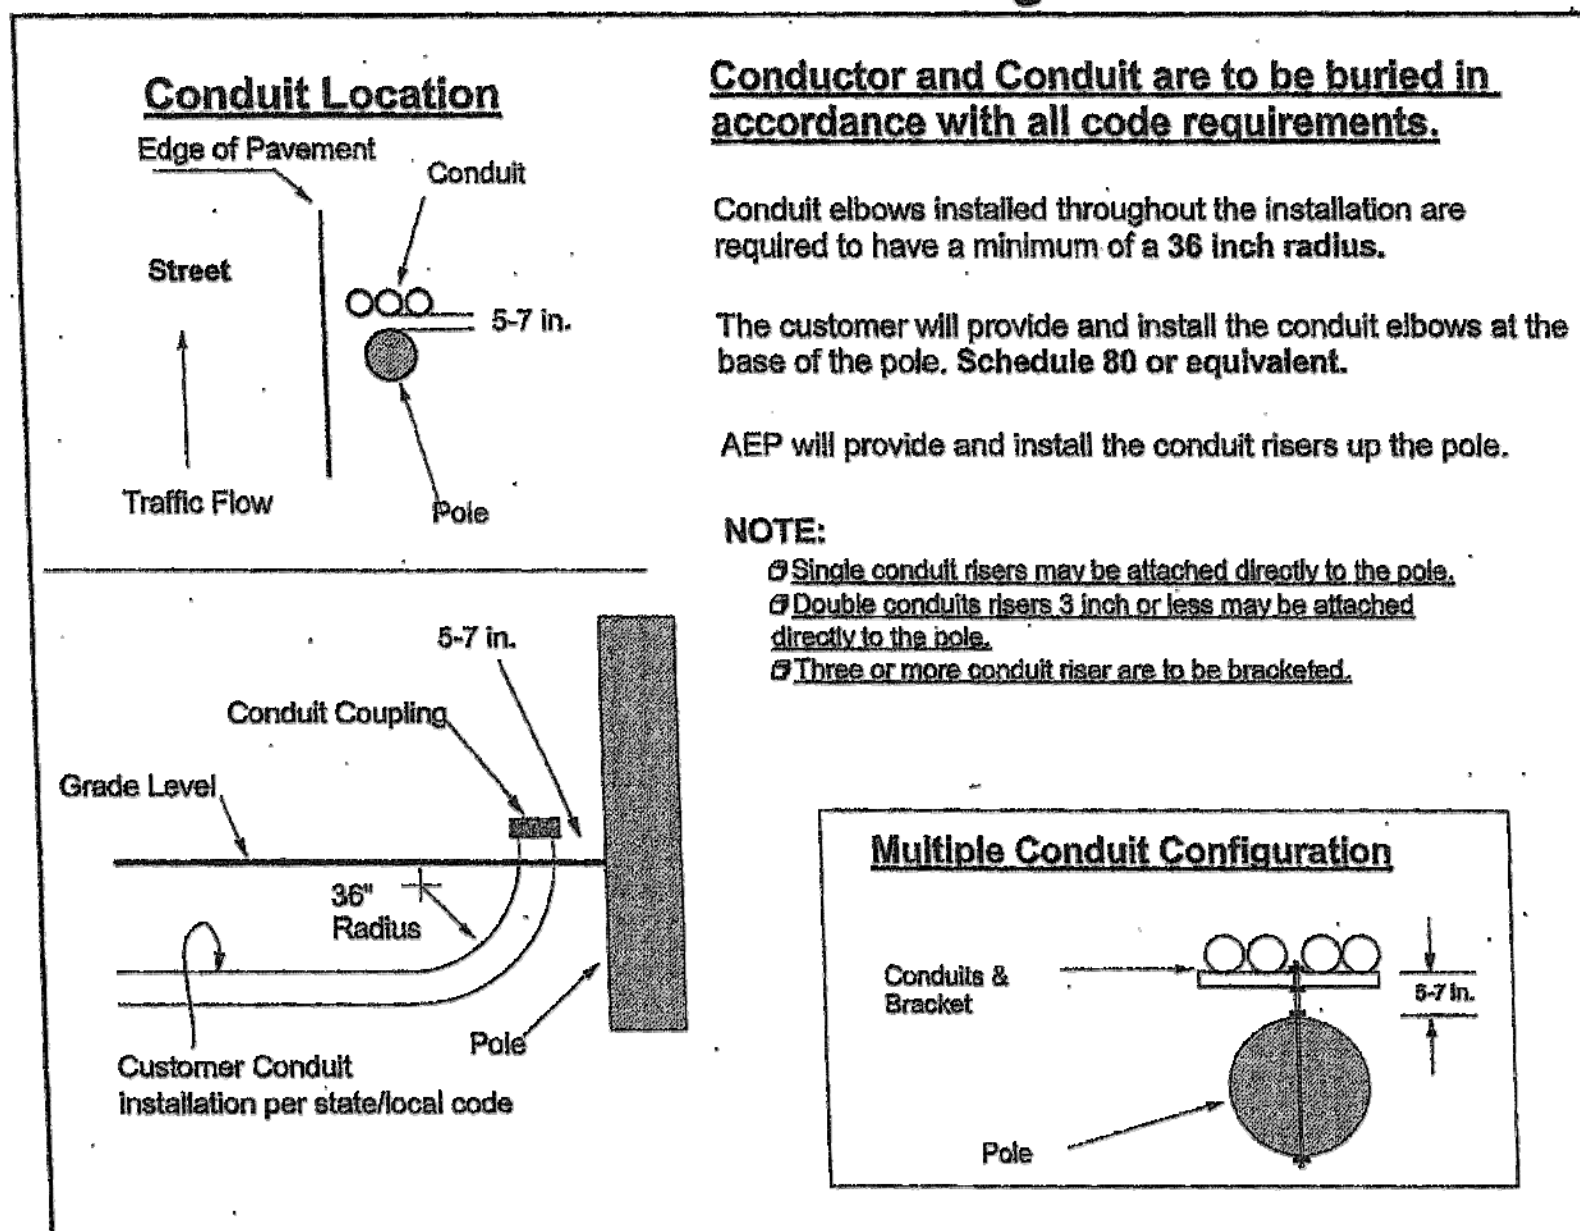 Conduit Location
Edge of Pavement
Conduit
Street
5-7 in.
Traffic Flow
Pole
Conductor and Conduit are to be buried in
accordance with all code requirements.
Conduit elbows installed throughout the installation are
required to have a minimum of a 36 inch radius.
The customer will provide and install the conduit elbows at the
base of the pole. Schedule 80 or equivalent.
AEP will provide and install the conduit risers up the pole.
NOTE:
Single conduit risers may be attached directly to the pole.
Double conduits risers 3 inch or less may be attached
directly to the pole.
Three or more conduit riser are to be bracketed.
5-7 in.
Conduit Coupling
Grade Level
36"
Radius
Pole
Customer Conduit
installation per state/local code
Multiple Conduit Configuration
Conduits &
Bracket
5-7 in.
Pole